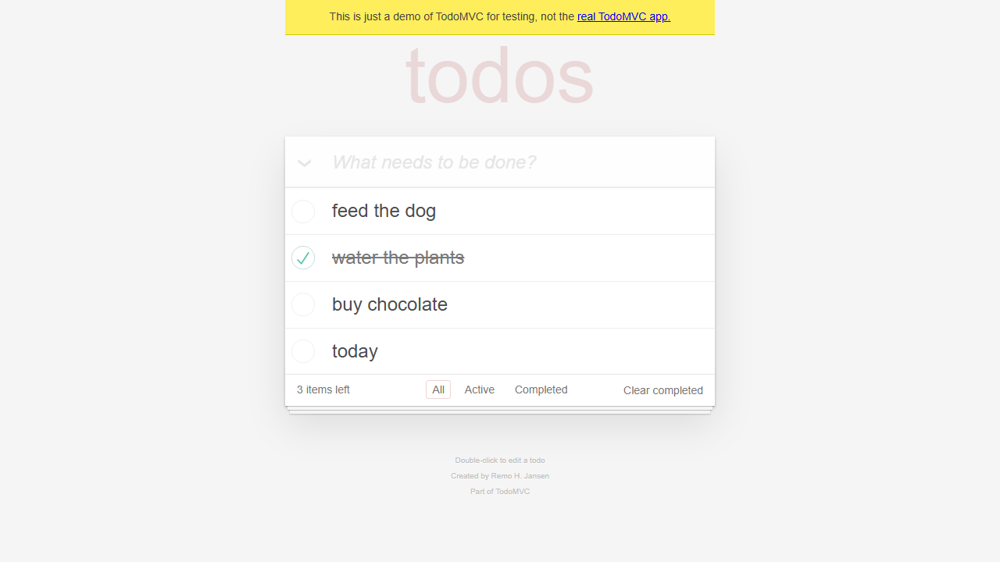 This is just a demo of TodoMVC for testing, not the real TodoMVC app.
todos
What needs to be done?
feed the dog
water the plants
buy chocolate
today
3 items left
All
Active
Completed
Clear completed
Double-click to edit a todo
Created by Remo H. Jansen
Part of TodoMVC